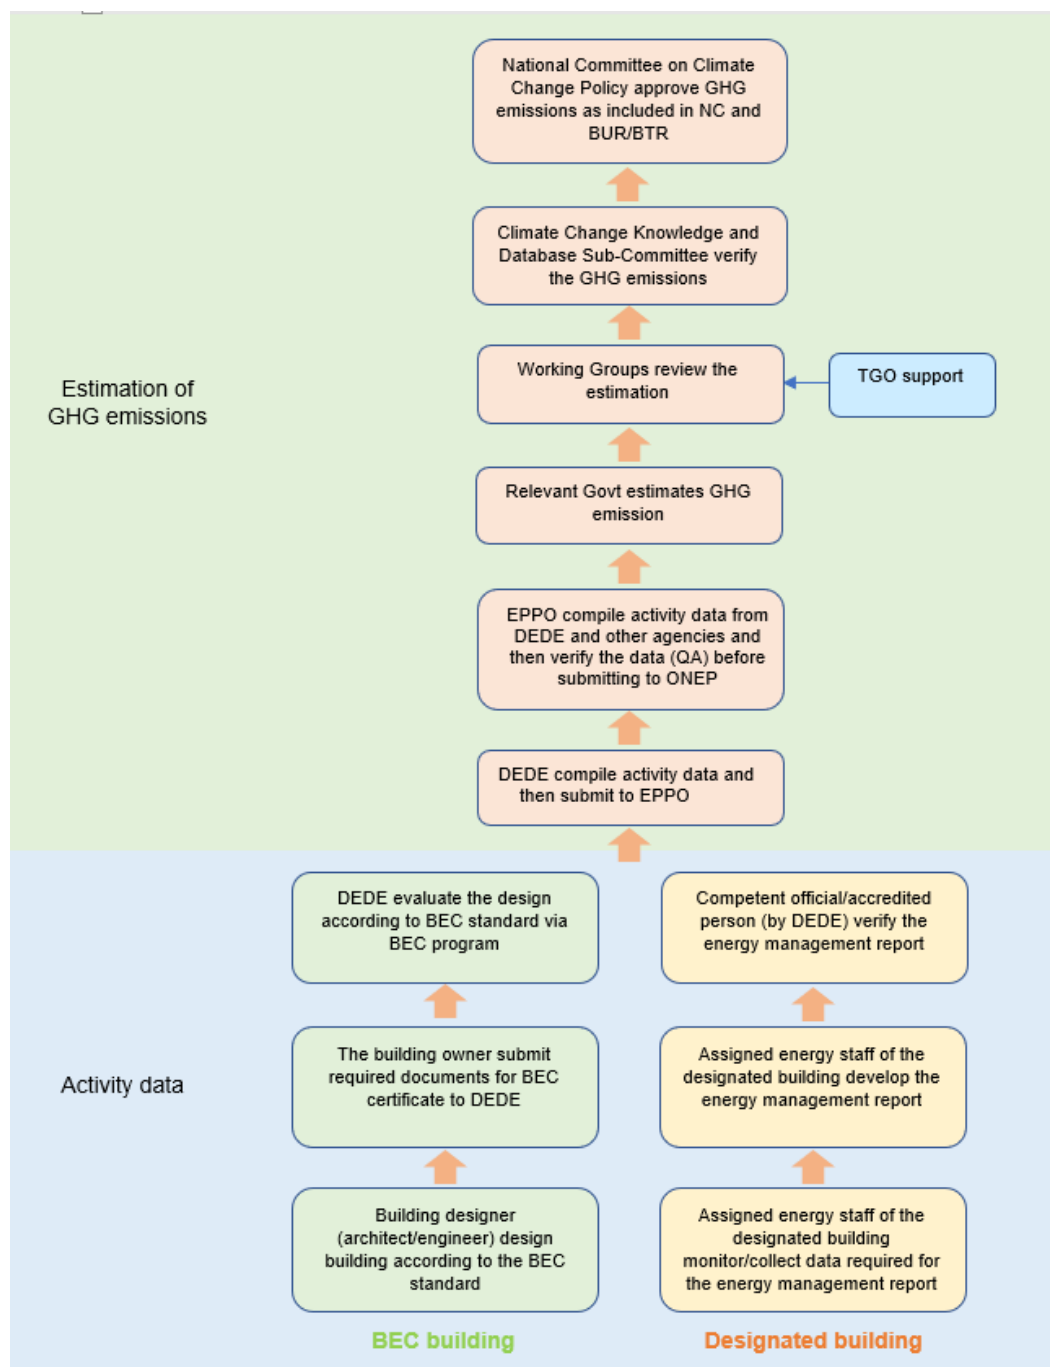 National Committee on Climate
Change Policy approve GHG
emissions as included in NC and
BUR/BTR
Climate Change Knowledge and
Database Sub-Committee verify
the GHG emissions
Estimation of
GHG emissions
Working Groups review the
estimation
TGO support
Relevant Govt estimates GHG
emission
EPPO compile activity data from
DEDE and other agencies and
then verify the data (QA) before
submitting to ONEP
DEDE compile activity data and
then submit to EPPO
Activity data
DEDE evaluate the design
according to BEC standard via
BEC program
The building owner submit
required documents for BEC
certificate to DEDE
Building designer
(architect/engineer) design
building according to the BEC
standard
BEC building
Competent official/accredited
person (by DEDE) verify the
energy management report
Assigned energy staff of the
designated building develop the
energy management report
Assigned energy staff of the
designated building
monitor/collect data required for
the energy management report
Designated building